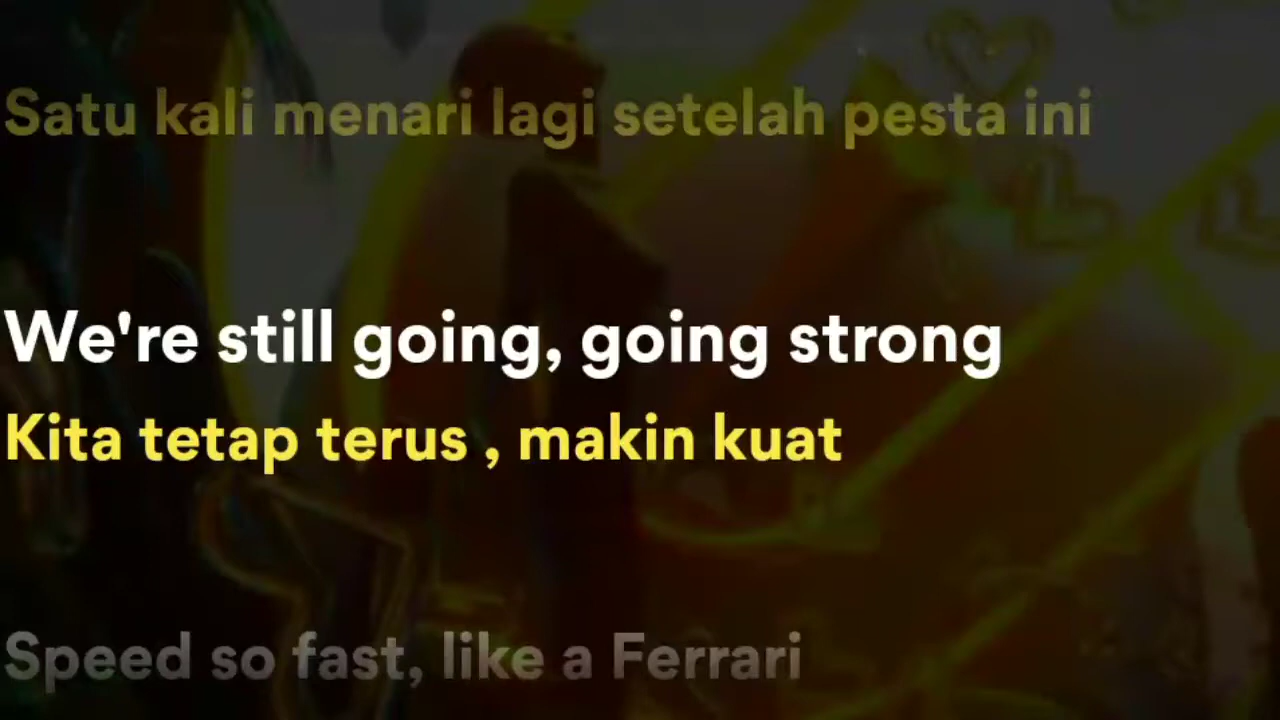 Satu kali menari lagi setelah pesta ini
We're still going, going strong
Kita tetap terus , makin kuat
Speed so fast, like a Ferrari